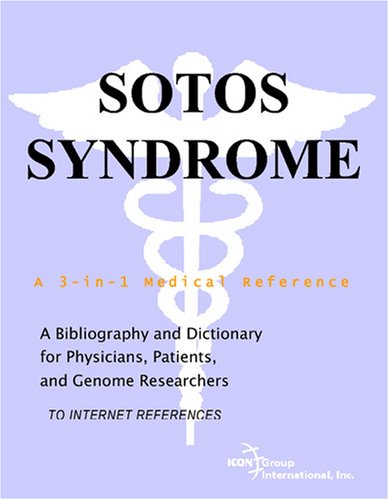 SOTOS
SYNDROME
A 3-in-1 Medical Reference
A Bibliography and Dictionary
for Physicians, Patients,
and Genome Researchers
TO INTERNET REFERENCES
ICON Group
International, Inc.